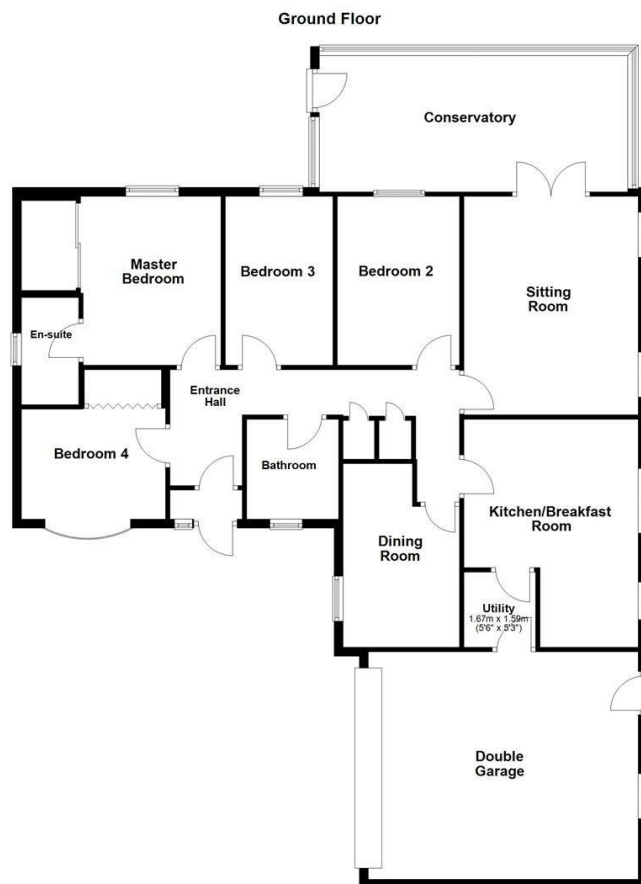 Ground Floor
Conservatory
Master
Bedroom
Bedroom 3
Bedroom 2
Sitting
Room
En-suite
Entrance
Hall
Bedroom 4
Bathroom
Kitchen/Breakfast
Room
Dining
Room
Utility
1.67m x 1.59m
(5'6" x 5'3")
Double
Garage